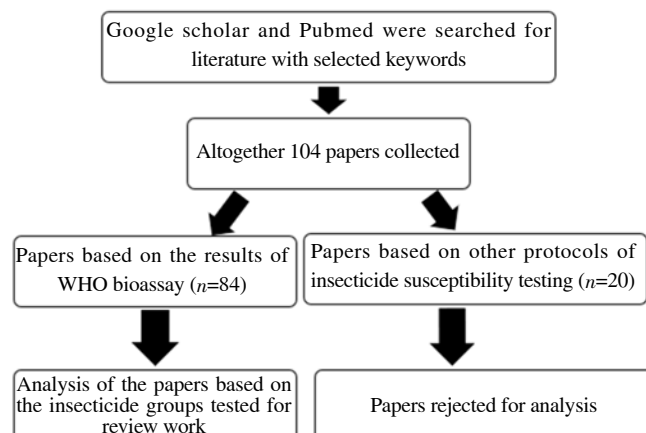 Google scholar and Pubmed were searched for
literature with selected keywords
Altogether 104 papers collected
Papers based on the results of
WHO bioassay (n=84)
Papers based on other protocols of
insecticide susceptibility testing (n=20)
Analysis of the papers based on
the insecticide groups tested for
review work
Papers rejected for analysis